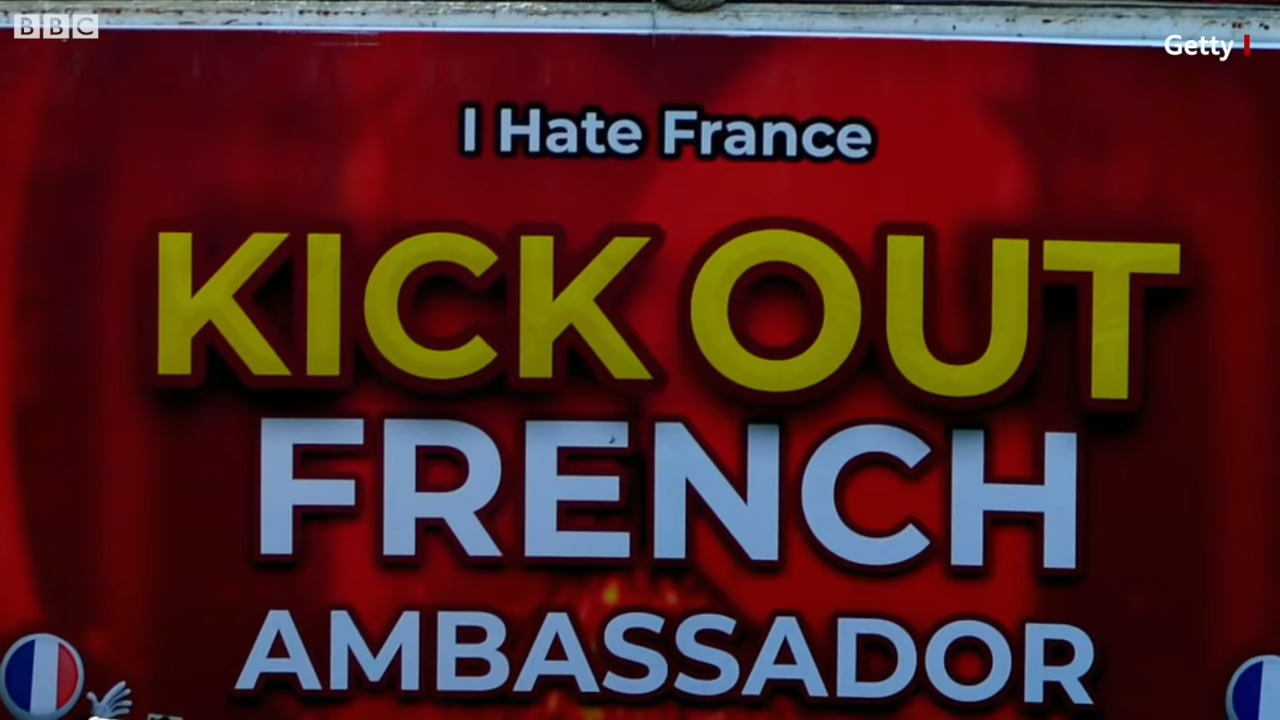 BBC
Getty
I Hate France
KICK OUT
FRENCH
AMBASSADOR